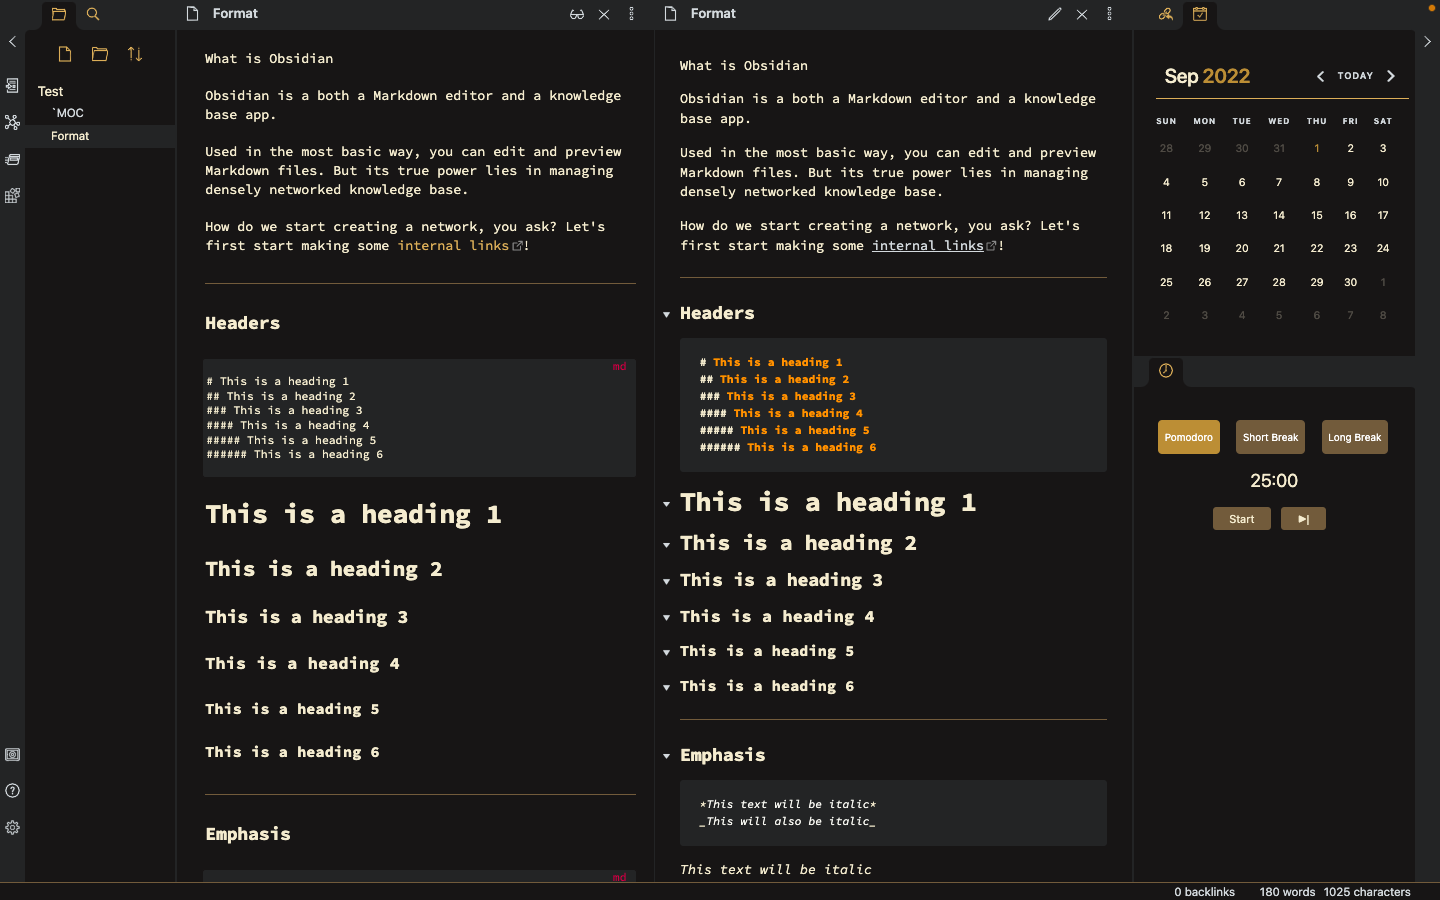 Test
`MOC
Format
Format
What is Obsidian
Obsidian is a both a Markdown editor and a knowledge
base app.
Used in the most basic way, you can edit and preview
Markdown files. But its true power lies in managing
densely networked knowledge base.
How do we start creating a network, you ask? Let's
first start making some internal links!
Headers
md
# This is a heading 1
## This is a heading 2
### This is a heading 3
#### This is a heading 4
##### This is a heading 5
###### This is a heading 6
This is a heading 1
This is a heading 2
This is a heading 3
This is a heading 4
This is a heading 5
This is a heading 6
Emphasis
md
Format
What is Obsidian
Obsidian is a both a Markdown editor and a knowledge
base app.
Used in the most basic way, you can edit and preview
Markdown files. But its true power lies in managing
densely networked knowledge base.
How do we start creating a network, you ask? Let's
first start making some internal links!
Headers
# This is a heading 1
## This is a heading 2
### This is a heading 3
#### This is a heading 4
##### This is a heading 5
###### This is a heading 6
This is a heading 1
This is a heading 2
This is a heading 3
This is a heading 4
This is a heading 5
This is a heading 6
Emphasis
*This text will be italic*
_This will also be italic_
This text will be italic
Sep 2022 TODAY
SUN MON TUE WED THU FRI SAT
28 29 30 31 1 2 3
4 5 6 7 8 9 10
11 12 13 14 15 16 17
18 19 20 21 22 23 24
25 26 27 28 29 30 1
2 3 4 5 6 7 8
Pomodoro Short Break Long Break
25:00
Start
0 backlinks 180 words 1025 characters